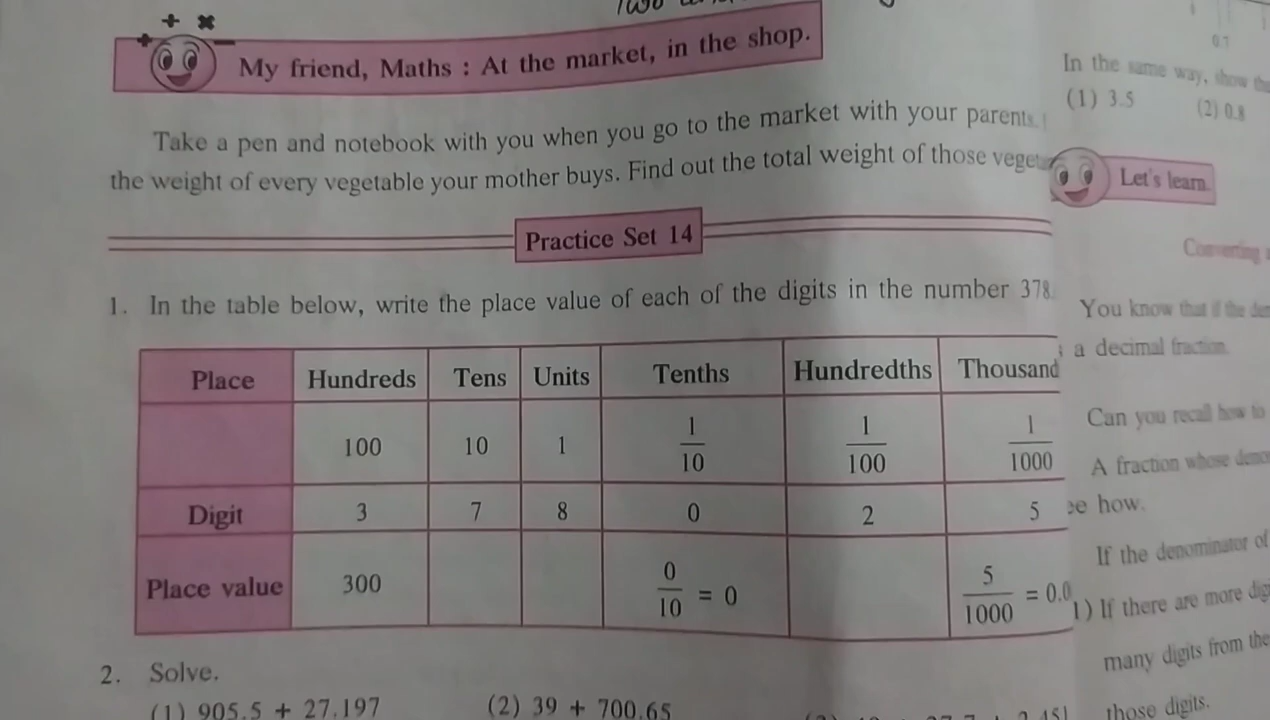 My friend, Maths : At the market, in the shop.
Take a pen and notebook with you when you go to the market with your parents.
the weight of every vegetable your mother buys. Find out the total weight of those veget
Practice Set 14
1. In the table below, write the place value of each of the digits in the number 378.
Place Hundreds Tens Units Tenths Hundredths Thousand
100 10 1 1/10 1/100 1/1000
Digit 3 7 8 0 2 5
Place value 300 0/10 = 0 5/1000 = 0.0
2. Solve.
(1) 905.5 + 27.197 (2) 39 + 700.65
0.7
In the same way, show the
(1) 3.5 (2) 0.8
Let's learn.
Converting
You know that if the den
a decimal fraction.
Can you recall how to
A fraction whose deno
ee how.
If the denominator of
1) If there are more digi
many digits from the
those digits.